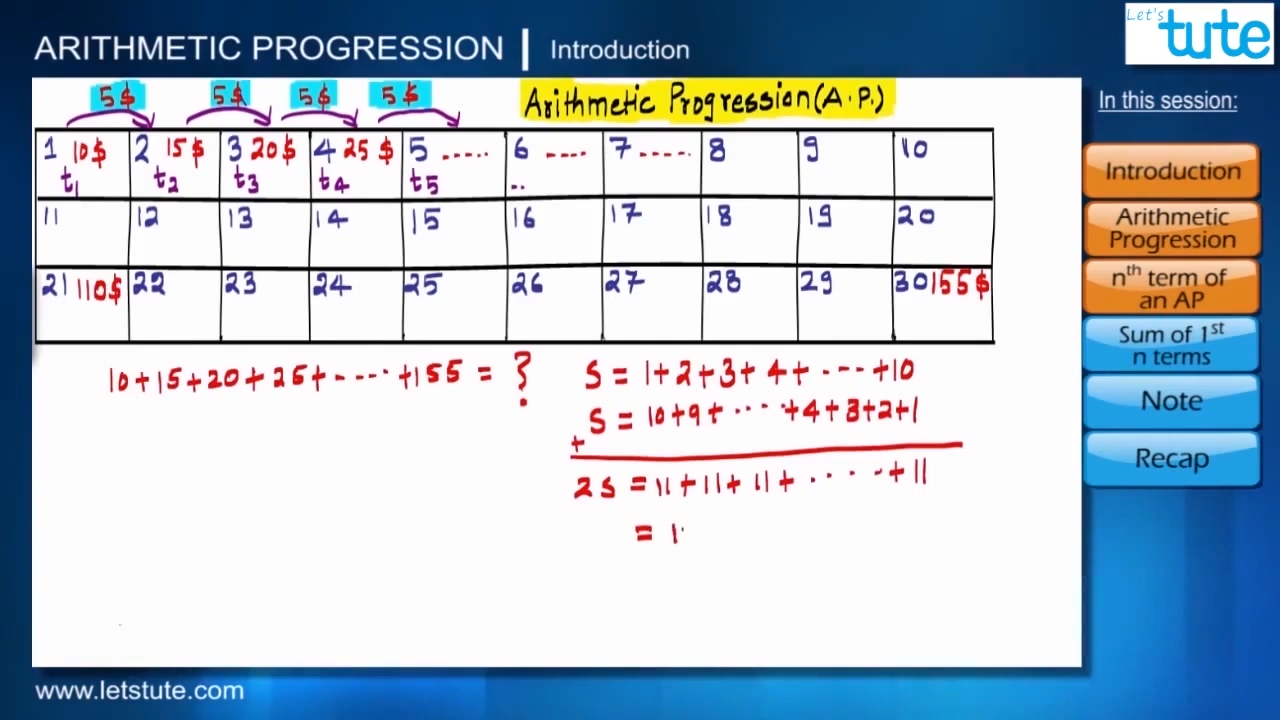 Let's
tute
ARITHMETIC PROGRESSION | Introduction
5$ 5$ 5$ 5$ Arithmetic Progression(A.P.)
1 10$ 2 15$ 3 20$ 4 25$ 5 ..... 6 .... 7 ..... 8 9 10
t1 t2 t3 t4 t5 ..
11 12 13 14 15 16 17 18 19 20
21 110$ 22 23 24 25 26 27 28 29 30 155$
10+15+20+25+.....+155 = ?
S = 1+2+3+4+.....+10
S = 10+9+.....+4+3+2+1
+
2S = 11+11+11+.....+11
= 1
In this session:
Introduction
Arithmetic
Progression
nth term of
an AP
Sum of 1st
n terms
Note
Recap
www.letstute.com